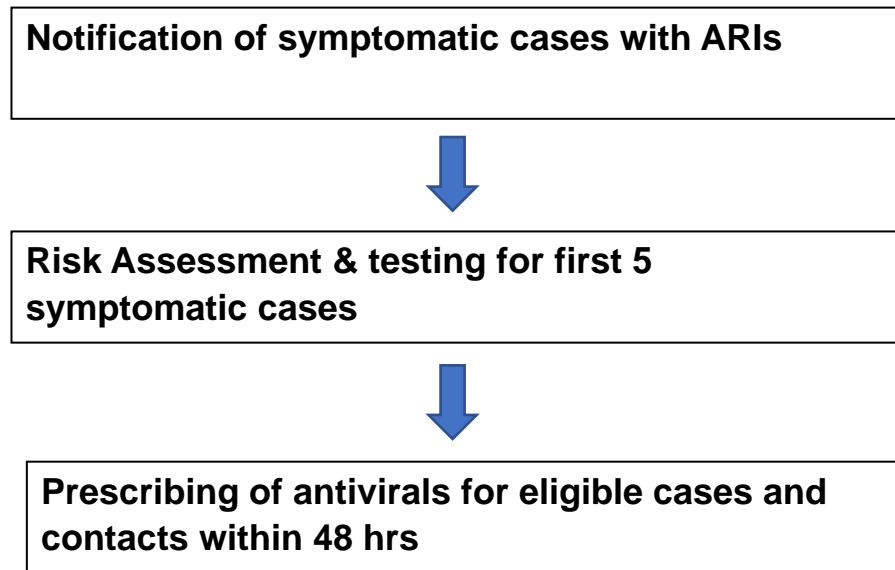 Notification of symptomatic cases with ARIs
Risk Assessment & testing for first 5
symptomatic cases
Prescribing of antivirals for eligible cases and
contacts within 48 hrs